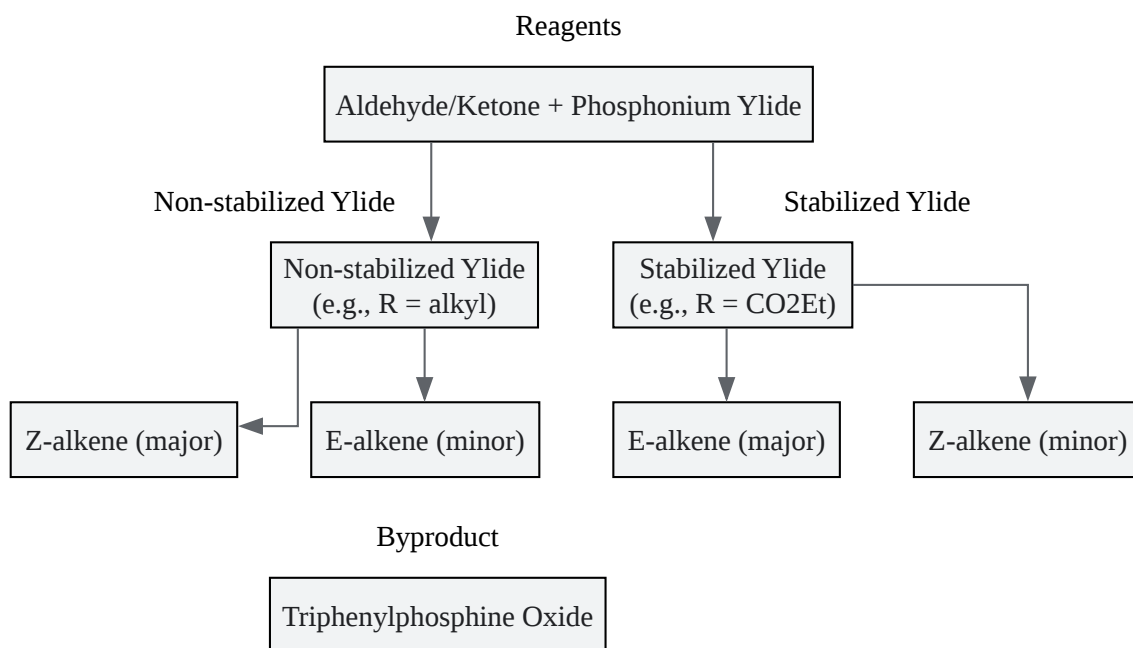 Reagents
Aldehyde/Ketone + Phosphonium Ylide
Non-stabilized Ylide
Stabilized Ylide
Non-stabilized Ylide
(e.g., R = alkyl)
Stabilized Ylide
(e.g., R = CO2Et)
Z-alkene (major)
E-alkene (minor)
E-alkene (major)
Z-alkene (minor)
Byproduct
Triphenylphosphine Oxide